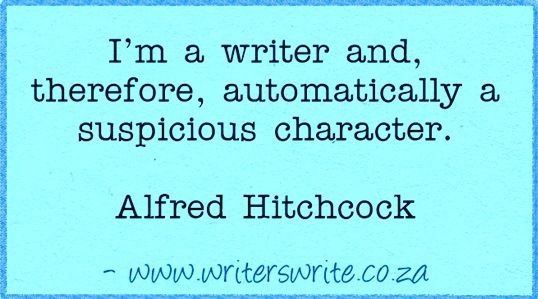 I’m a writer and,
therefore, automatically a
suspicious character.
Alfred Hitchcock
- www.writerswrite.co.za